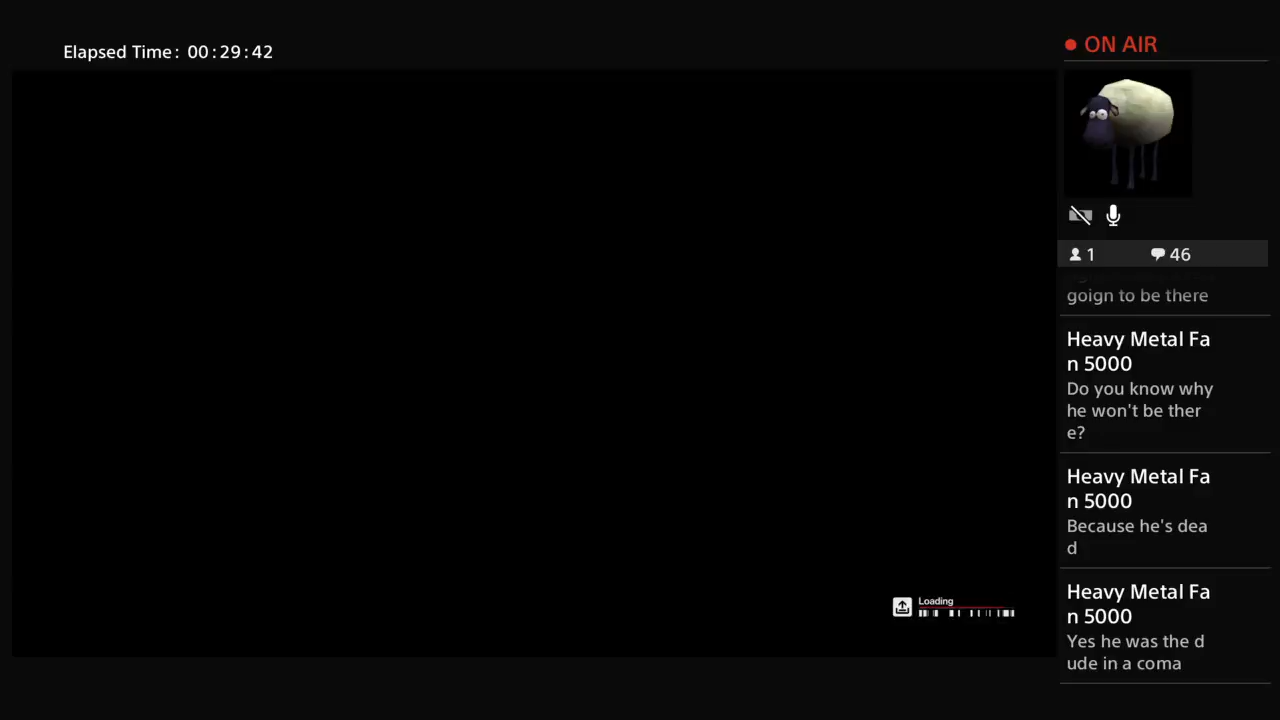 Elapsed Time: 00:29:42
ON AIR
1 46
goign to be there
Heavy Metal Fa
n 5000
Do you know why
he won't be ther
e?
Heavy Metal Fa
n 5000
Because he's dea
d
Heavy Metal Fa
n 5000
Yes he was the d
ude in a coma
Loading